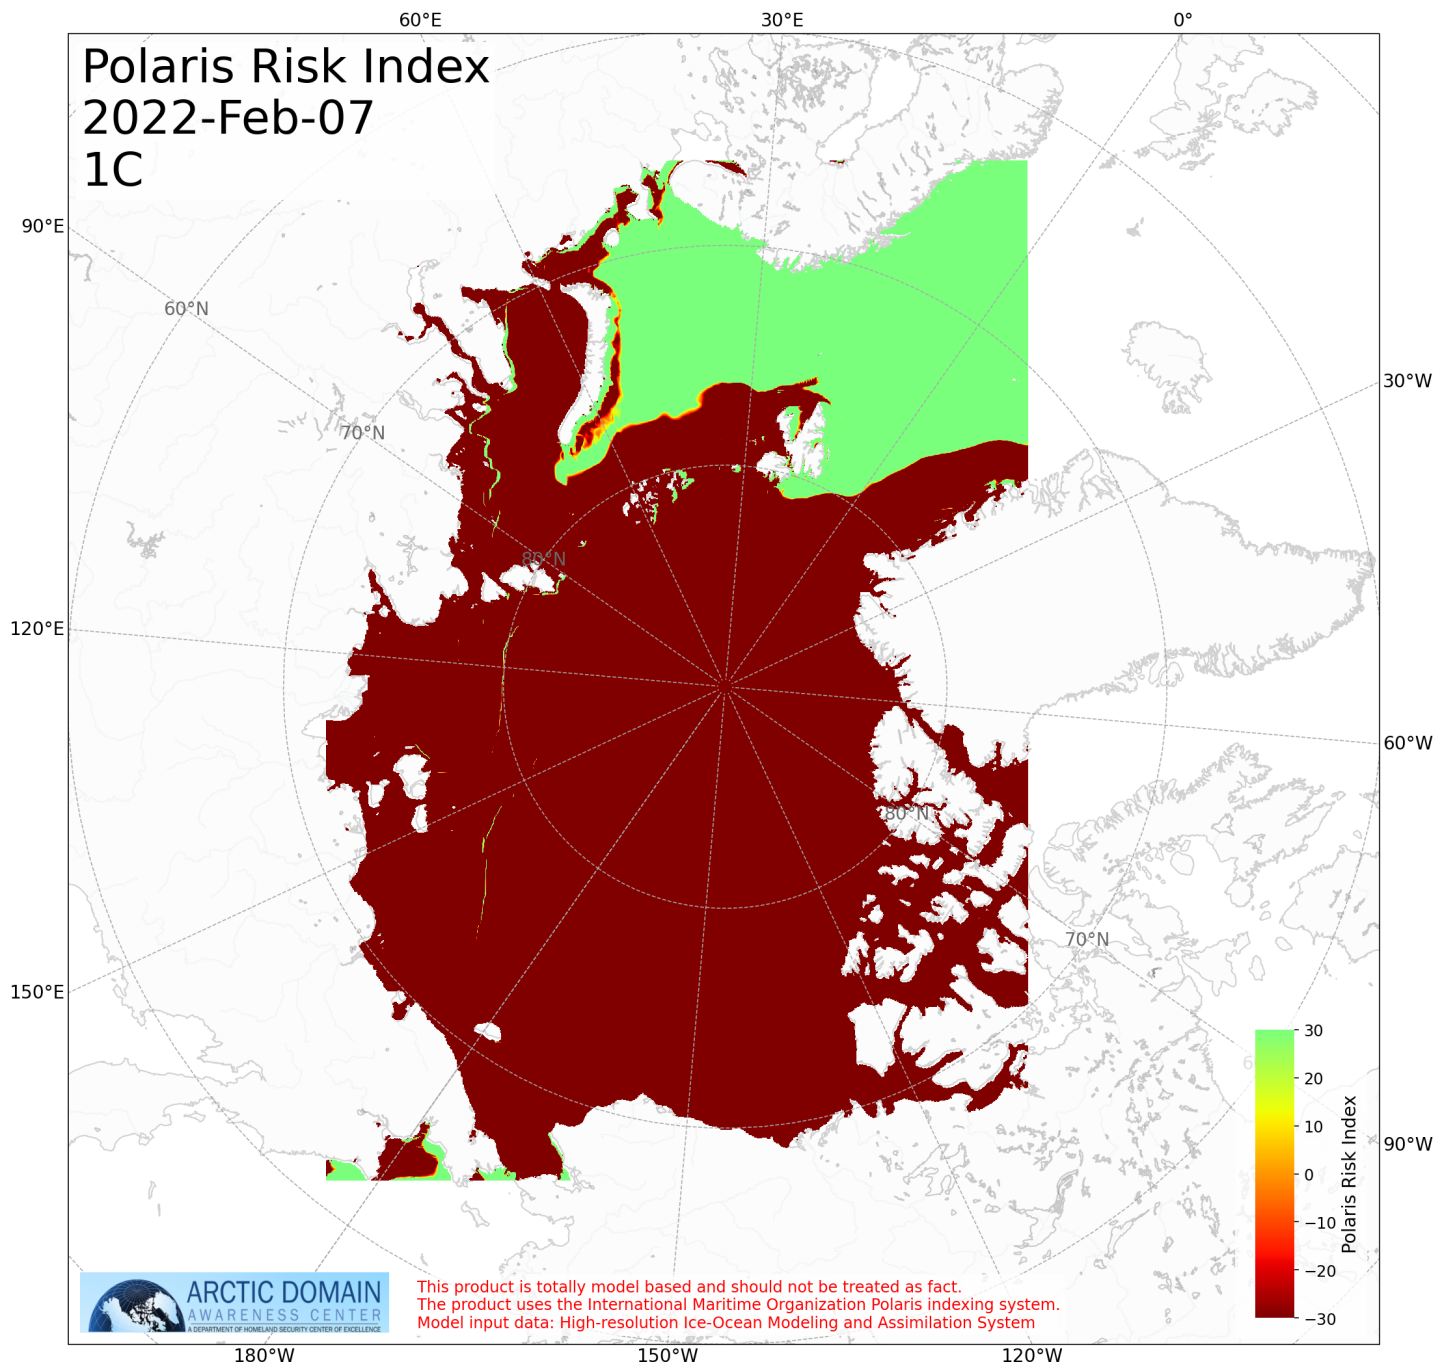 60°E 30°E 0°
Polaris Risk Index
2022-Feb-07
1C
90°E
60°N
30°W
70°N
80°N
120°E
60°W
80°N
70°N
150°E
30
20
10
0
−10
−20
−30
Polaris Risk Index
90°W
ARCTIC DOMAIN
AWARENESS CENTER
A DEPARTMENT OF HOMELAND SECURITY CENTER OF EXCELLENCE
This product is totally model based and should not be treated as fact.
The product uses the International Maritime Organization Polaris indexing system.
Model input data: High-resolution Ice-Ocean Modeling and Assimilation System
180°W 150°W 120°W